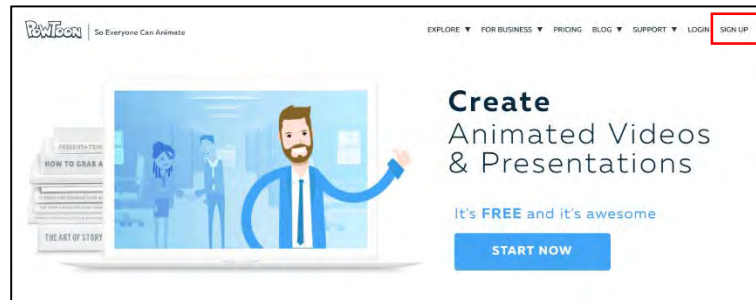 PowToon So Everyone Can Animate EXPLORE ▼ FOR BUSINESS ▼ PRICING BLOG ▼ SUPPORT ▼ LOGIN SIGN UP
Create
Animated Videos
& Presentations
PRESENTATION
HOW TO GRAB A
It's FREE and it's awesome
THE ART OF STORY
START NOW